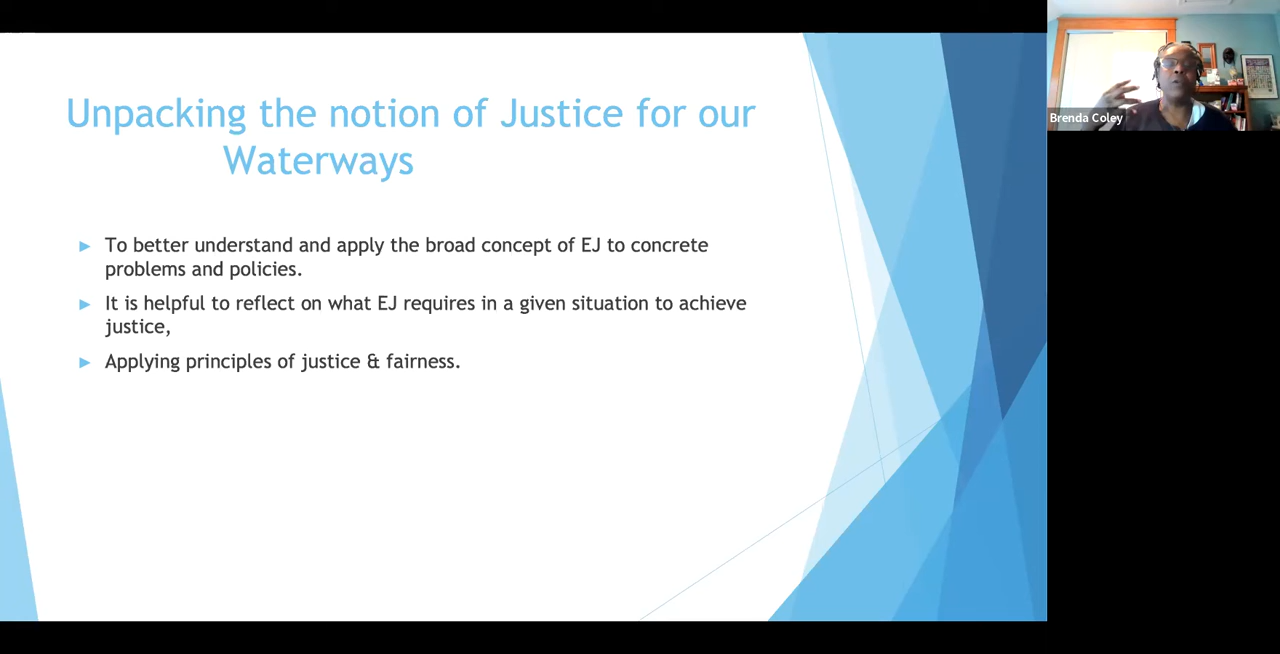 Unpacking the notion of Justice for our
Waterways
► To better understand and apply the broad concept of EJ to concrete
problems and policies.
► It is helpful to reflect on what EJ requires in a given situation to achieve
justice,
► Applying principles of justice & fairness.
Brenda Coley